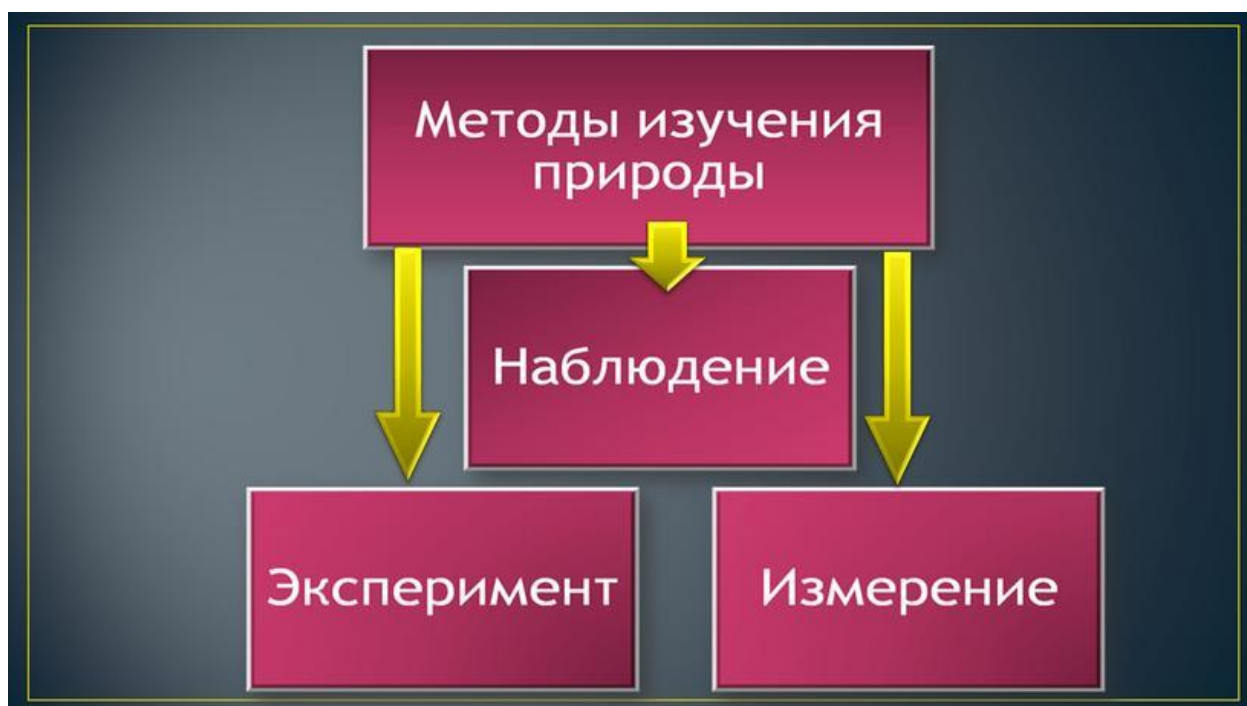 Методы изучения
природы
Наблюдение
Эксперимент
Измерение